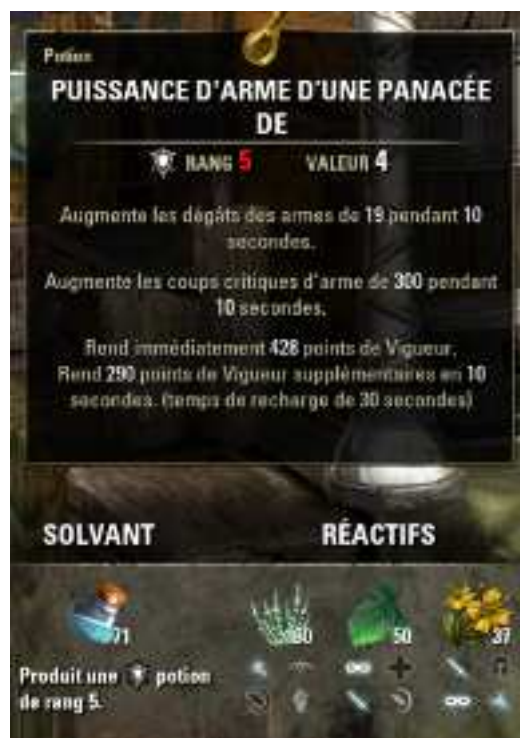 Potion
PUISSANCE D'ARME D'UNE PANACÉE
DE
RANG 5 VALEUR 4
Augmente les dégâts des armes de 19 pendant 10
secondes.
Augmente les coups critiques d'arme de 300 pendant
10 secondes.
Rend immédiatement 428 points de Vigueur.
Rend 290 points de Vigueur supplémentaires en 10
secondes. (temps de recharge de 30 secondes)
SOLVANT RÉACTIFS
71 50 37
Produit une potion
de rang 5.